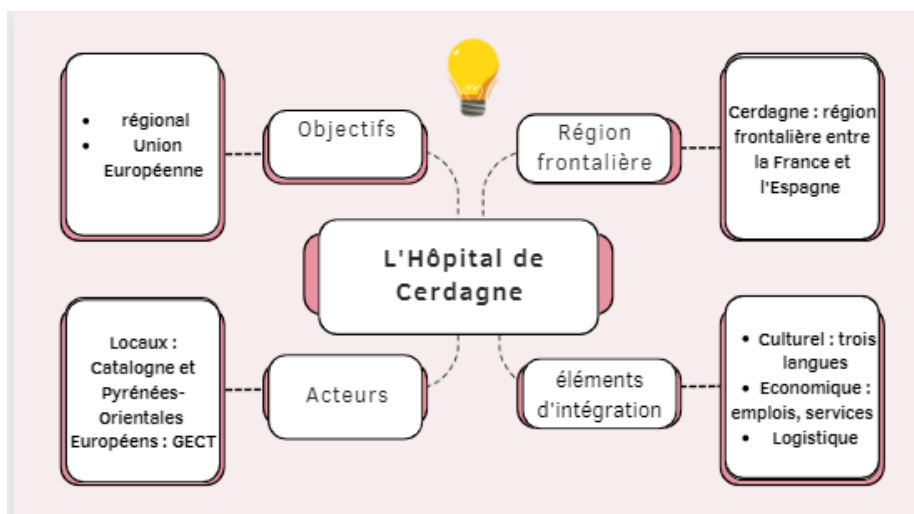 • régional
• Union
Européenne
Objectifs
Région
frontalière
Cerdagne : région
frontalière entre
la France et
l'Espagne
L'Hôpital de
Cerdagne
Locaux :
Catalogne et
Pyrénées-
Orientales
Européens : GECT
Acteurs
éléments
d'intégration
• Culturel : trois
langues
• Economique :
emplois, services
• Logistique